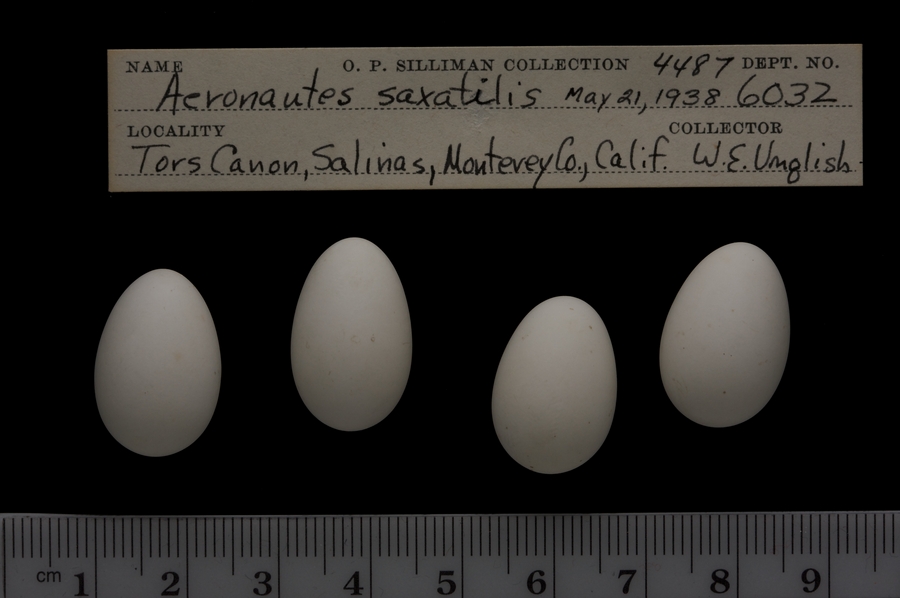 NAME O. P. SILLIMAN COLLECTION 4487 DEPT. NO.
Aeronautes saxatilis May 21, 1938 6032
LOCALITY COLLECTOR
Tors Canon, Salinas, Monterey Co., Calif. W. E. Unglish
cm 1 2 3 4 5 6 7 8 9